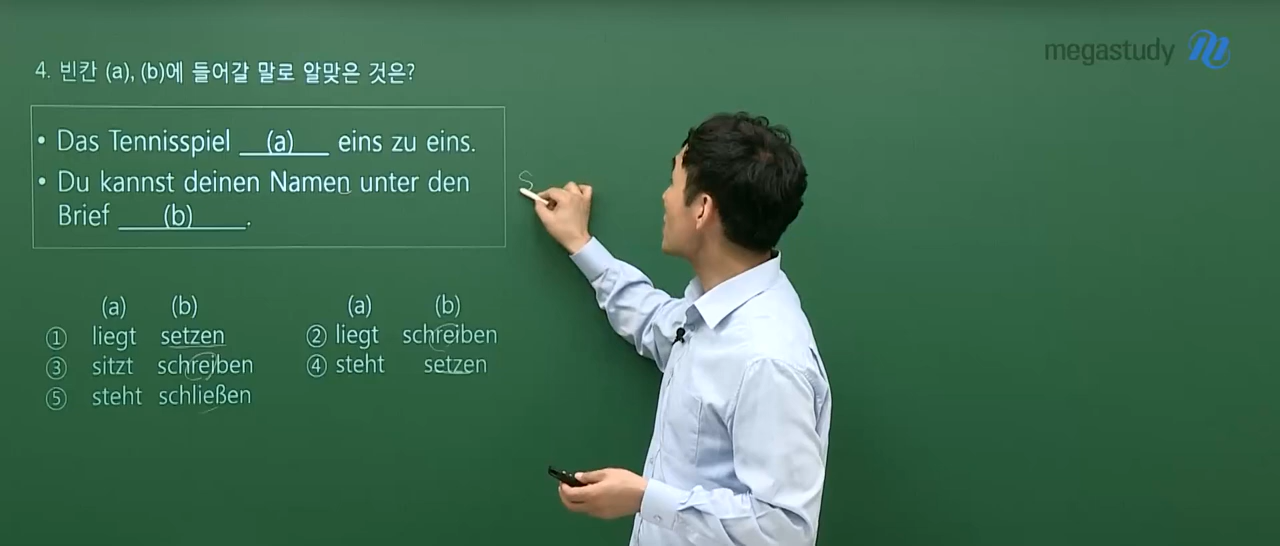 megastudy
4. 빈칸 (a), (b)에 들어갈 말로 알맞은 것은?
• Das Tennisspiel (a) eins zu eins.
• Du kannst deinen Namen unter den
Brief (b).
(a) (b) (a) (b)
① liegt setzen ② liegt schreiben
③ sitzt schreiben ④ steht setzen
⑤ steht schließen
S